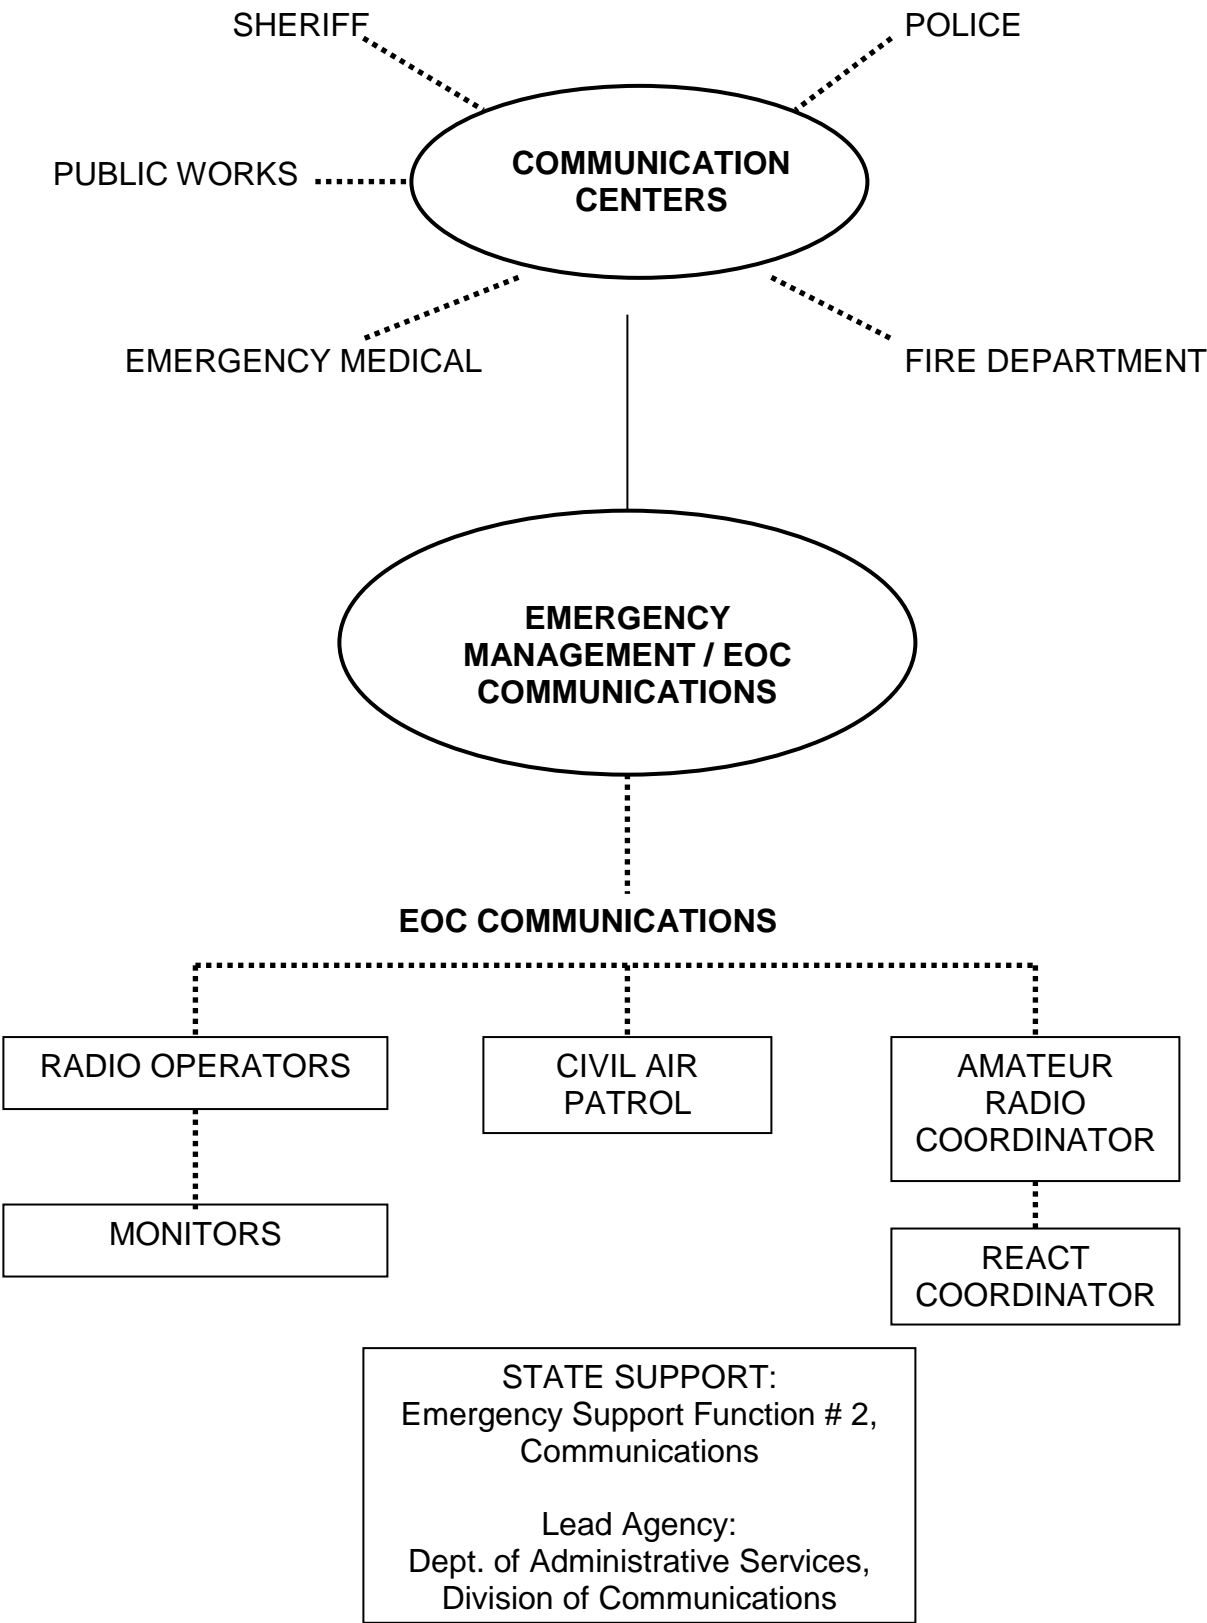 SHERIFF
POLICE
COMMUNICATION
CENTERS
PUBLIC WORKS
EMERGENCY MEDICAL
FIRE DEPARTMENT
EMERGENCY
MANAGEMENT / EOC
COMMUNICATIONS
EOC COMMUNICATIONS
RADIO OPERATORS
CIVIL AIR
PATROL
AMATEUR
RADIO
COORDINATOR
MONITORS
REACT
COORDINATOR
STATE SUPPORT:
Emergency Support Function # 2,
Communications
Lead Agency:
Dept. of Administrative Services,
Division of Communications